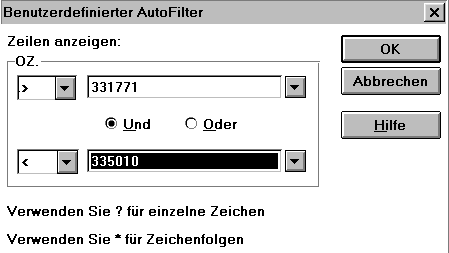 Benutzerdefinierter AutoFilter
Zeilen anzeigen:
OZ.
> 331771
Und Oder
< 335010
OK
Abbrechen
Hilfe
Verwenden Sie ? für einzelne Zeichen
Verwenden Sie * für Zeichenfolgen